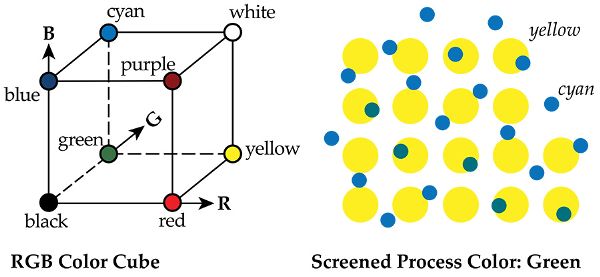 cyan
white
B
purple
blue
G
green
yellow
black
red
R
RGB Color Cube
yellow
cyan
Screened Process Color: Green